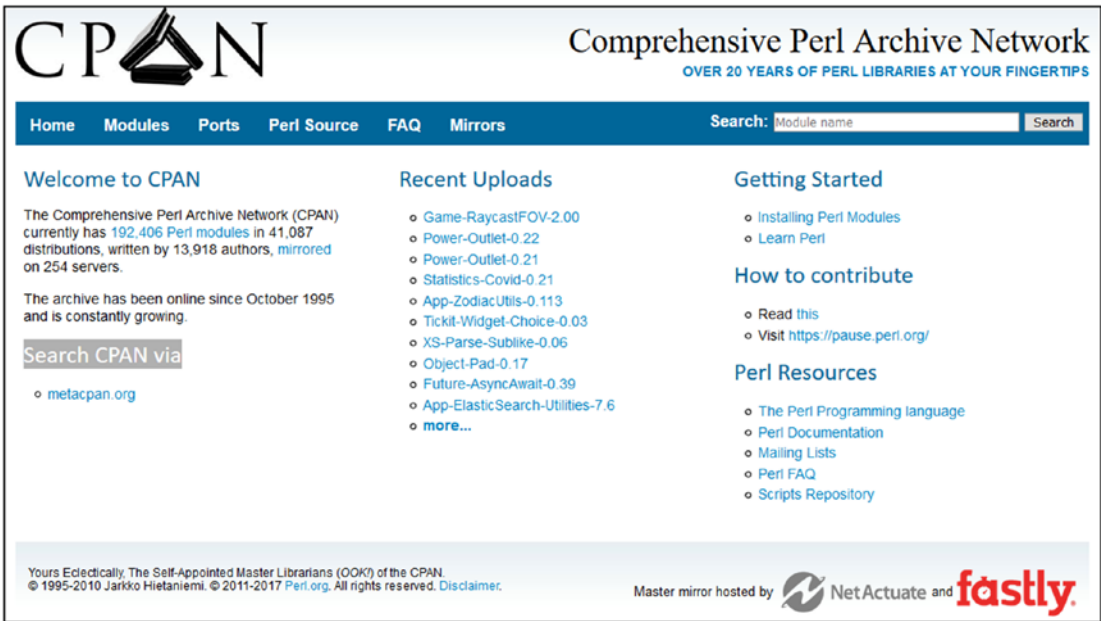 CPAN
Comprehensive Perl Archive Network
OVER 20 YEARS OF PERL LIBRARIES AT YOUR FINGERTIPS
Home Modules Ports Perl Source FAQ Mirrors Search: Module name Search
Welcome to CPAN
The Comprehensive Perl Archive Network (CPAN)
currently has 192,406 Perl modules in 41,087
distributions, written by 13,918 authors, mirrored
on 254 servers.
The archive has been online since October 1995
and is constantly growing.
Search CPAN via
metacpan.org
Recent Uploads
Game-RaycastFOV-2.00
Power-Outlet-0.22
Power-Outlet-0.21
Statistics-Covid-0.21
App-ZodiacUtils-0.113
Tickit-Widget-Choice-0.03
XS-Parse-Sublike-0.06
Object-Pad-0.17
Future-AsyncAwait-0.39
App-ElasticSearch-Utilities-7.6
more...
Getting Started
Installing Perl Modules
Learn Perl
How to contribute
Read this
Visit https://pause.perl.org/
Perl Resources
The Perl Programming language
Perl Documentation
Mailing Lists
Perl FAQ
Scripts Repository
Yours Eclectically, The Self-Appointed Master Librarians (OOK!) of the CPAN.
© 1995-2010 Jarkko Hietaniemi. © 2011-2017 Perl.org. All rights reserved. Disclaimer.
Master mirror hosted by NetActuate and fastly.